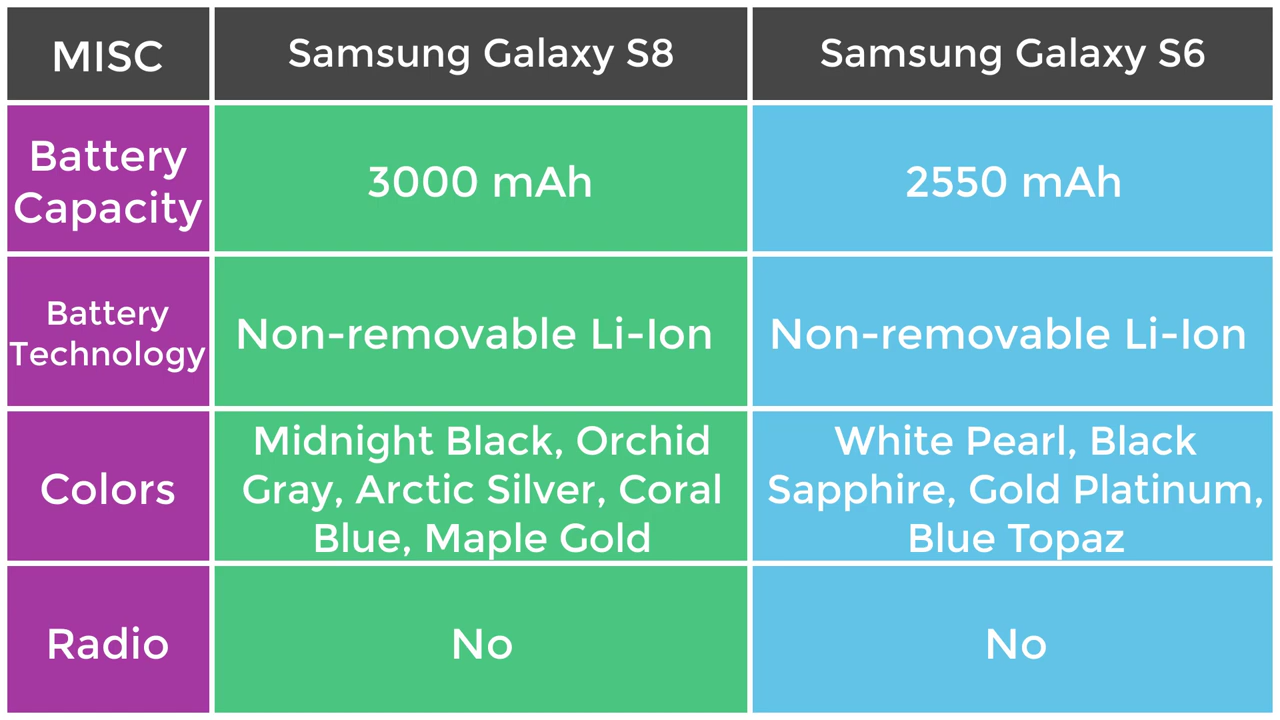 MISC
Samsung Galaxy S8
Samsung Galaxy S6
Battery
Capacity
3000 mAh
2550 mAh
Battery
Technology
Non-removable Li-Ion
Non-removable Li-Ion
Colors
Midnight Black, Orchid
Gray, Arctic Silver, Coral
Blue, Maple Gold
White Pearl, Black
Sapphire, Gold Platinum,
Blue Topaz
Radio
No
No